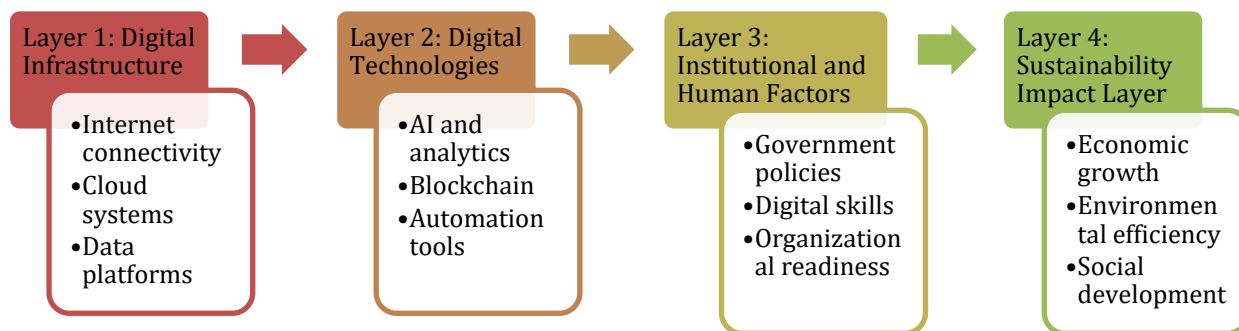 Layer 1: Digital
Infrastructure
•Internet
connectivity
•Cloud
systems
•Data
platforms
Layer 2: Digital
Technologies
•AI and
analytics
•Blockchain
•Automation
tools
Layer 3:
Institutional and
Human Factors
•Government
policies
•Digital skills
•Organization
al readiness
Layer 4:
Sustainability
Impact Layer
•Economic
growth
•Environmen
tal efficiency
•Social
development